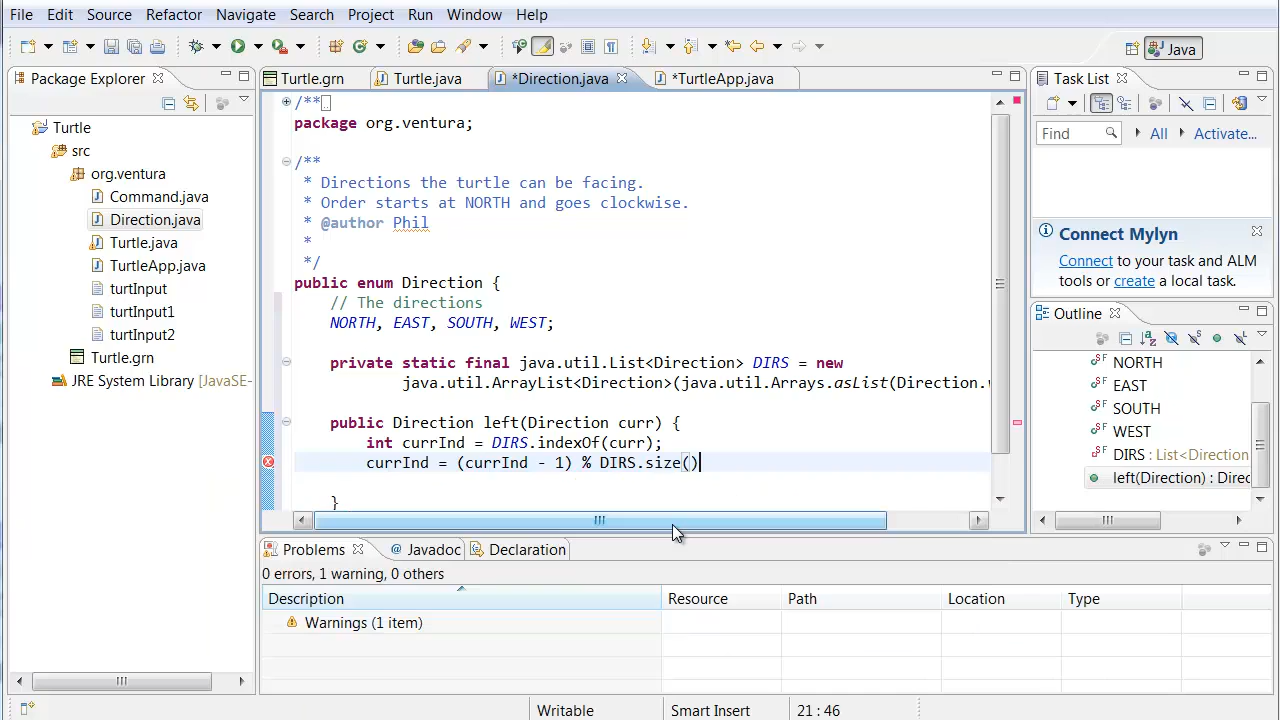 File Edit Source Refactor Navigate Search Project Run Window Help
Java
Package Explorer
Turtle
src
org.ventura
Command.java
Direction.java
Turtle.java
TurtleApp.java
turtInput
turtInput1
turtInput2
Turtle.grn
JRE System Library [JavaSE-
Turtle.grn Turtle.java *Direction.java *TurtleApp.java
/**
package org.ventura;
/**
* Directions the turtle can be facing.
* Order starts at NORTH and goes clockwise.
* @author Phil
*
*/
public enum Direction {
// The directions
NORTH, EAST, SOUTH, WEST;
private static final java.util.List<Direction> DIRS = new
java.util.ArrayList<Direction>(java.util.Arrays.asList(Direction.
public Direction left(Direction curr) {
int currInd = DIRS.indexOf(curr);
currInd = (currInd - 1) % DIRS.size()
}
Task List
Find All Activate...
Connect Mylyn
Connect to your task and ALM
tools or create a local task.
Outline
NORTH
EAST
SOUTH
WEST
DIRS : List<Direction
left(Direction) : Direc
Problems @ Javadoc Declaration
0 errors, 1 warning, 0 others
Description Resource Path Location Type
Warnings (1 item)
Writable Smart Insert 21 : 46